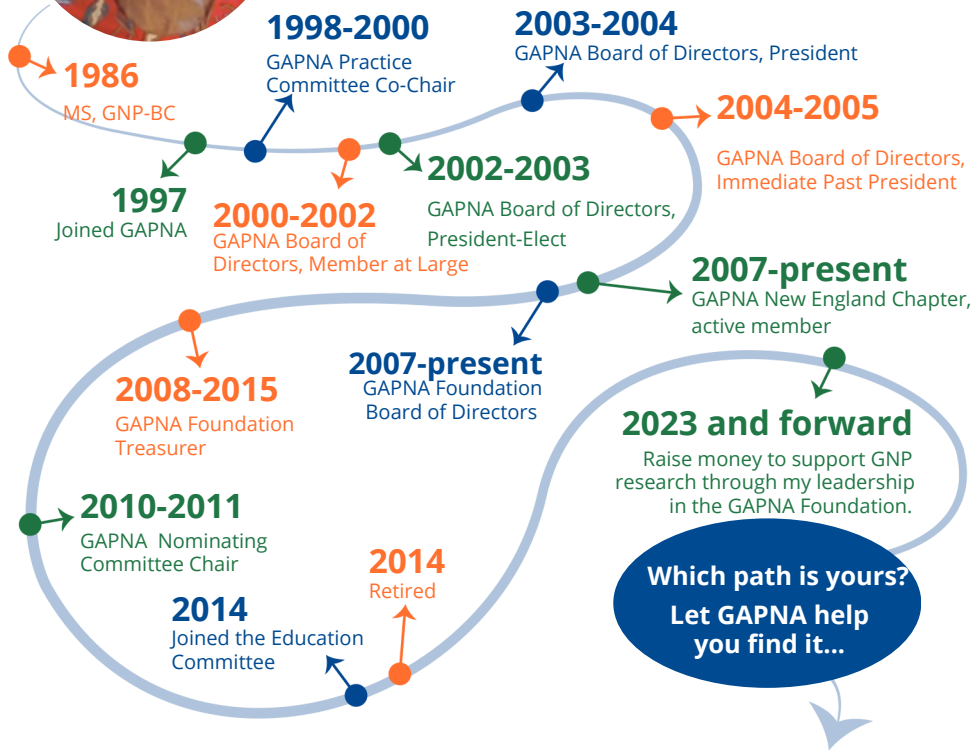 1986
MS, GNP-BC
1997
Joined GAPNA
1998-2000
GAPNA Practice
Committee Co-Chair
2000-2002
GAPNA Board of
Directors, Member at Large
2002-2003
GAPNA Board of Directors,
President-Elect
2003-2004
GAPNA Board of Directors, President
2004-2005
GAPNA Board of Directors,
Immediate Past President
2007-present
GAPNA New England Chapter,
active member
2007-present
GAPNA Foundation
Board of Directors
2008-2015
GAPNA Foundation
Treasurer
2010-2011
GAPNA Nominating
Committee Chair
2014
Joined the Education
Committee
2014
Retired
2023 and forward
Raise money to support GNP
research through my leadership
in the GAPNA Foundation.
Which path is yours?
Let GAPNA help
you find it...